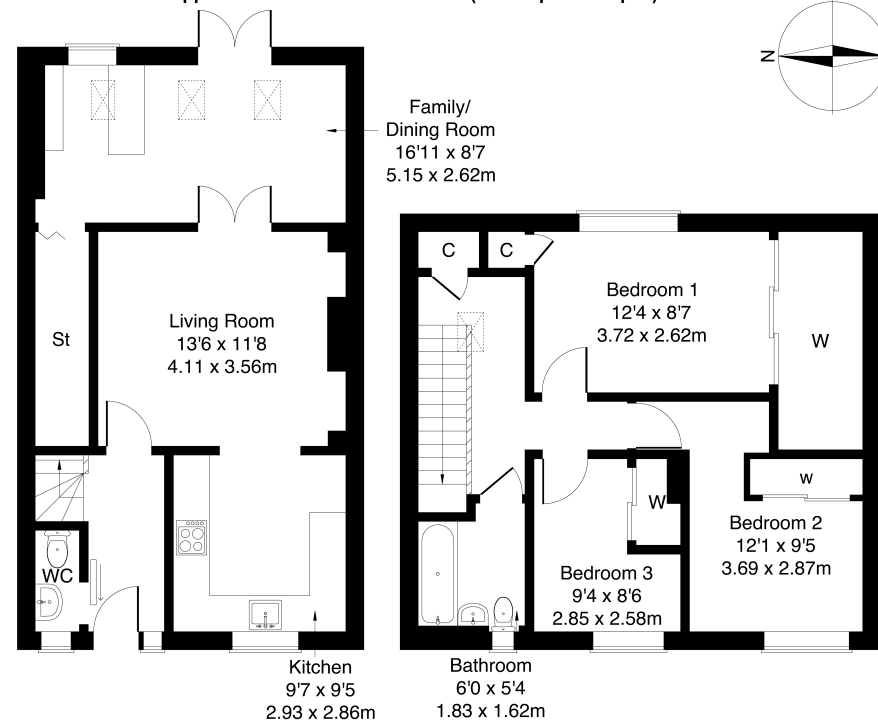 N
Family/
Dining Room
16'11 x 8'7
5.15 x 2.62m
C
C
Bedroom 1
12'4 x 8'7
3.72 x 2.62m
W
Living Room
13'6 x 11'8
4.11 x 3.56m
St
w
W
Bedroom 2
12'1 x 9'5
3.69 x 2.87m
WC
Bedroom 3
9'4 x 8'6
2.85 x 2.58m
Kitchen
9'7 x 9'5
2.93 x 2.86m
Bathroom
6'0 x 5'4
1.83 x 1.62m